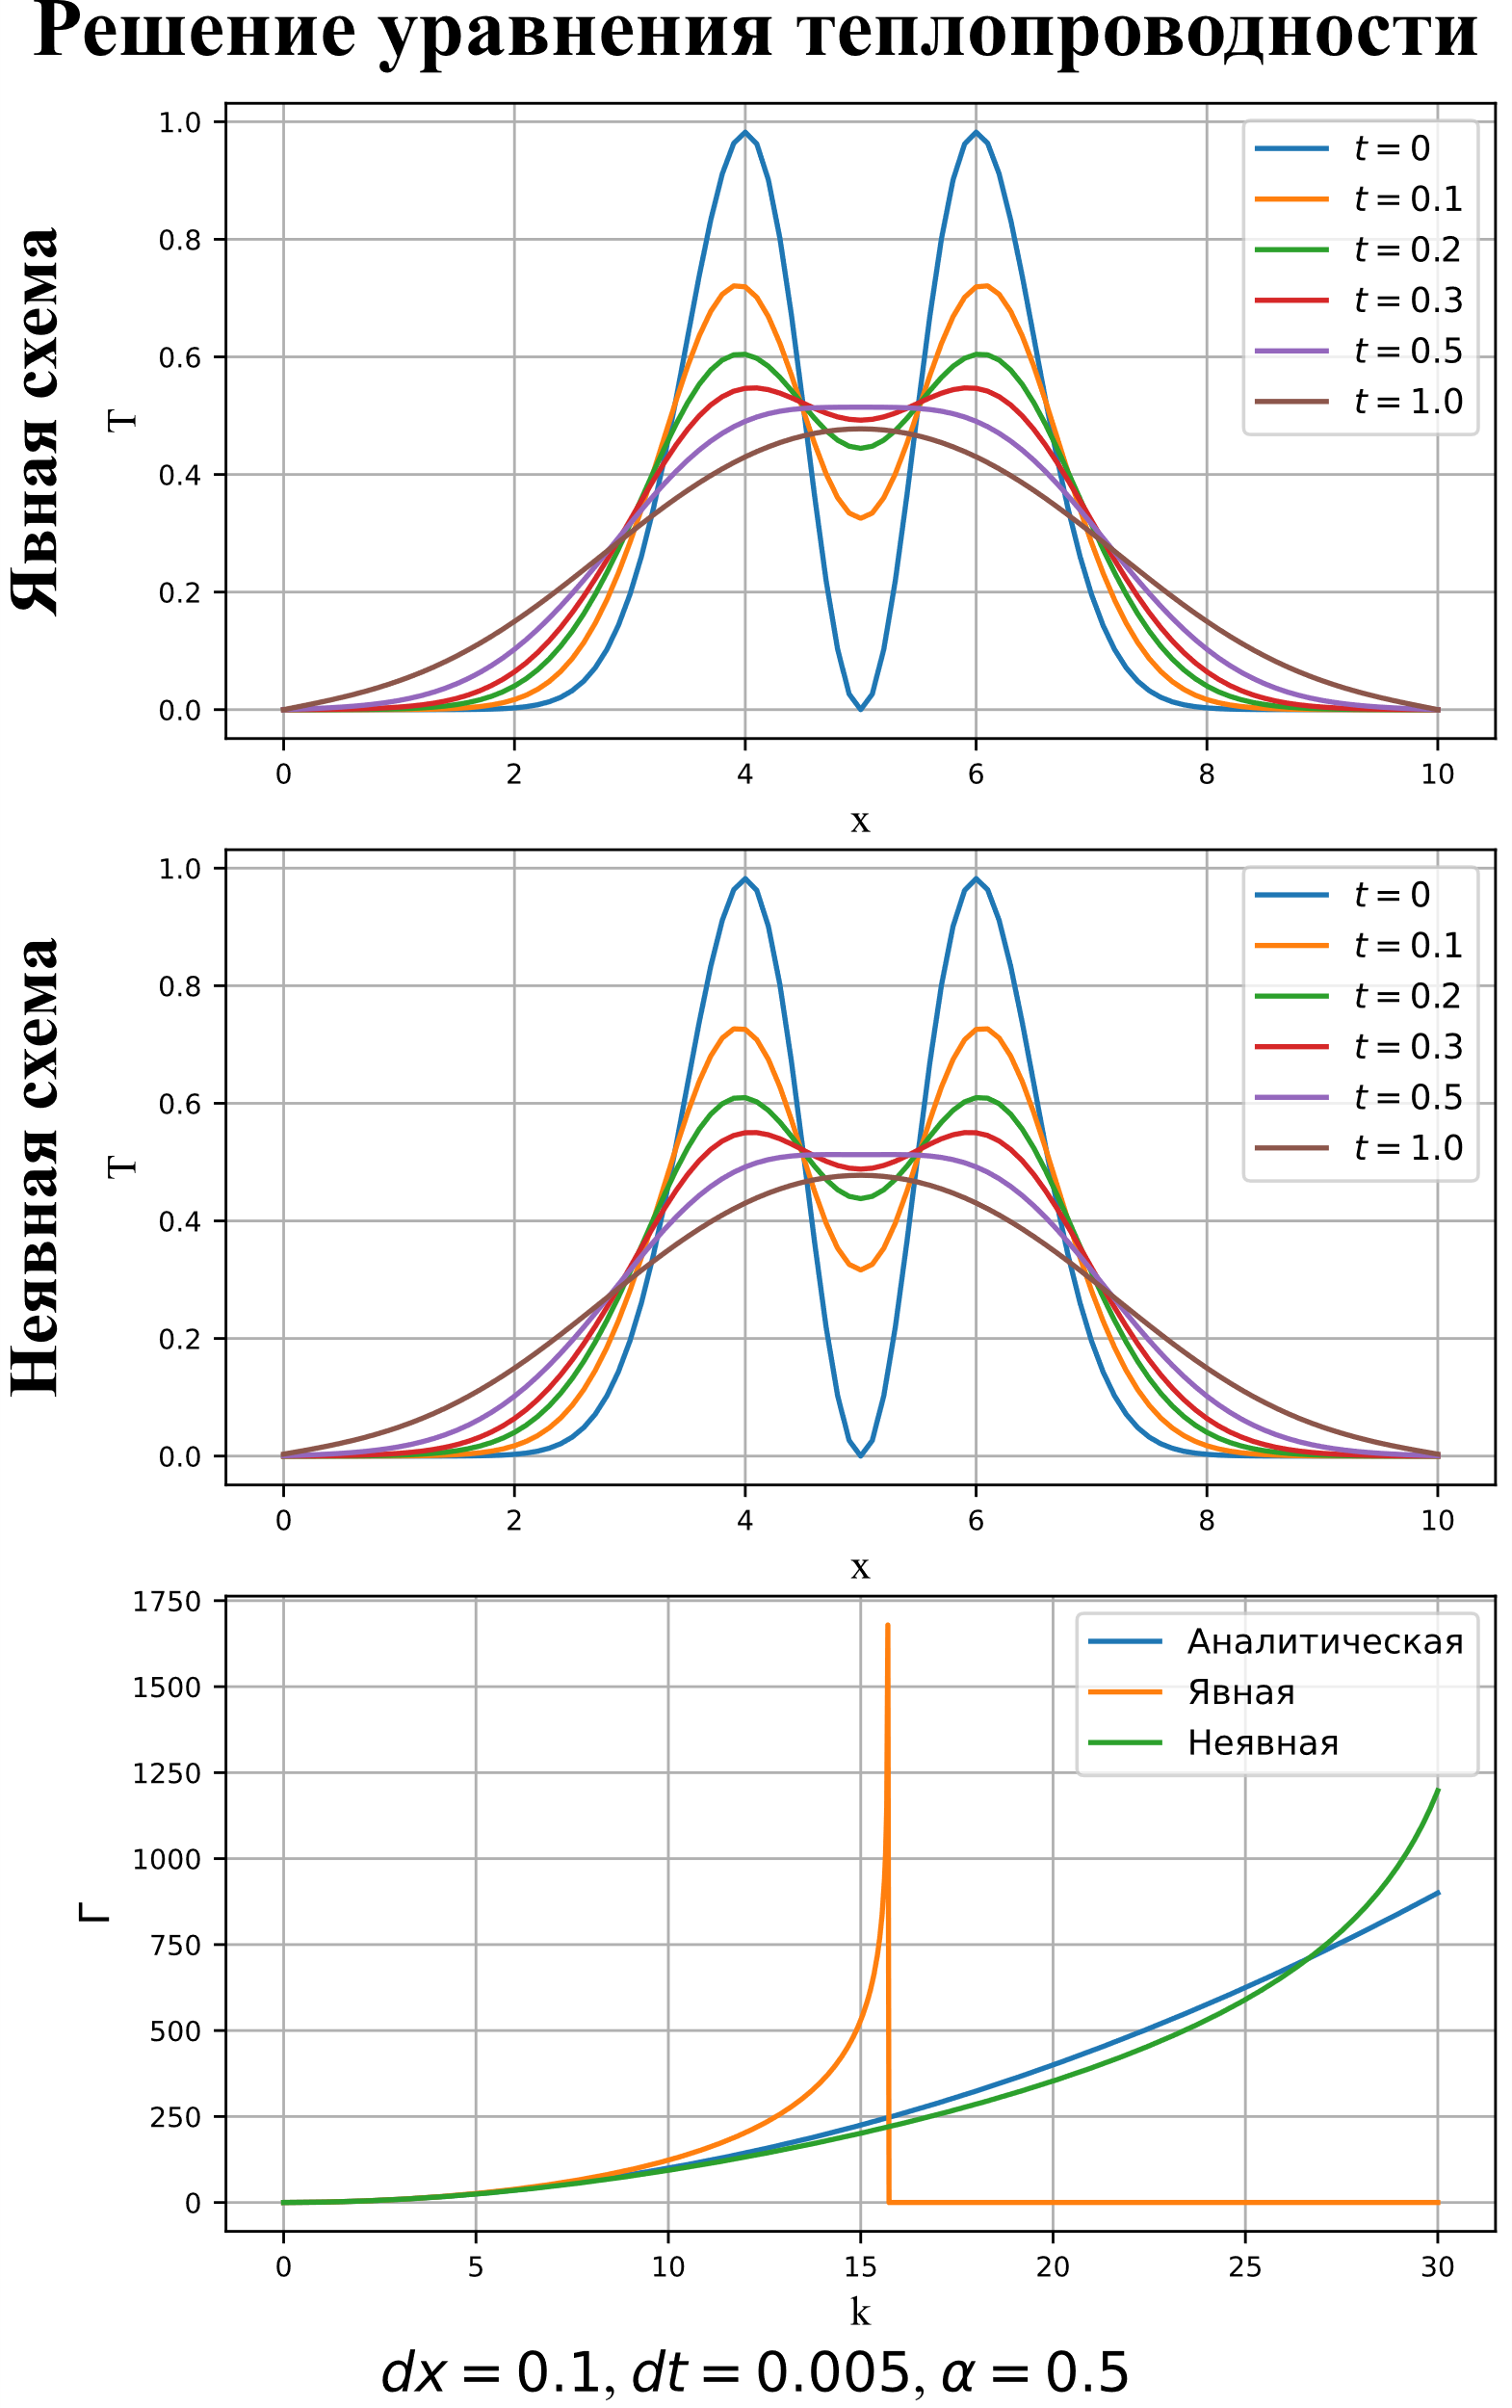 Решение уравнения теплопроводности
Явная схема
T
1.0
0.8
0.6
0.4
0.2
0.0
0 2 4 6 8 10
x
t = 0
t = 0.1
t = 0.2
t = 0.3
t = 0.5
t = 1.0
Неявная схема
T
1.0
0.8
0.6
0.4
0.2
0.0
0 2 4 6 8 10
x
t = 0
t = 0.1
t = 0.2
t = 0.3
t = 0.5
t = 1.0
Г
1750
1500
1250
1000
750
500
250
0
0 5 10 15 20 25 30
k
Аналитическая
Явная
Неявная
dx = 0.1, dt = 0.005, α = 0.5